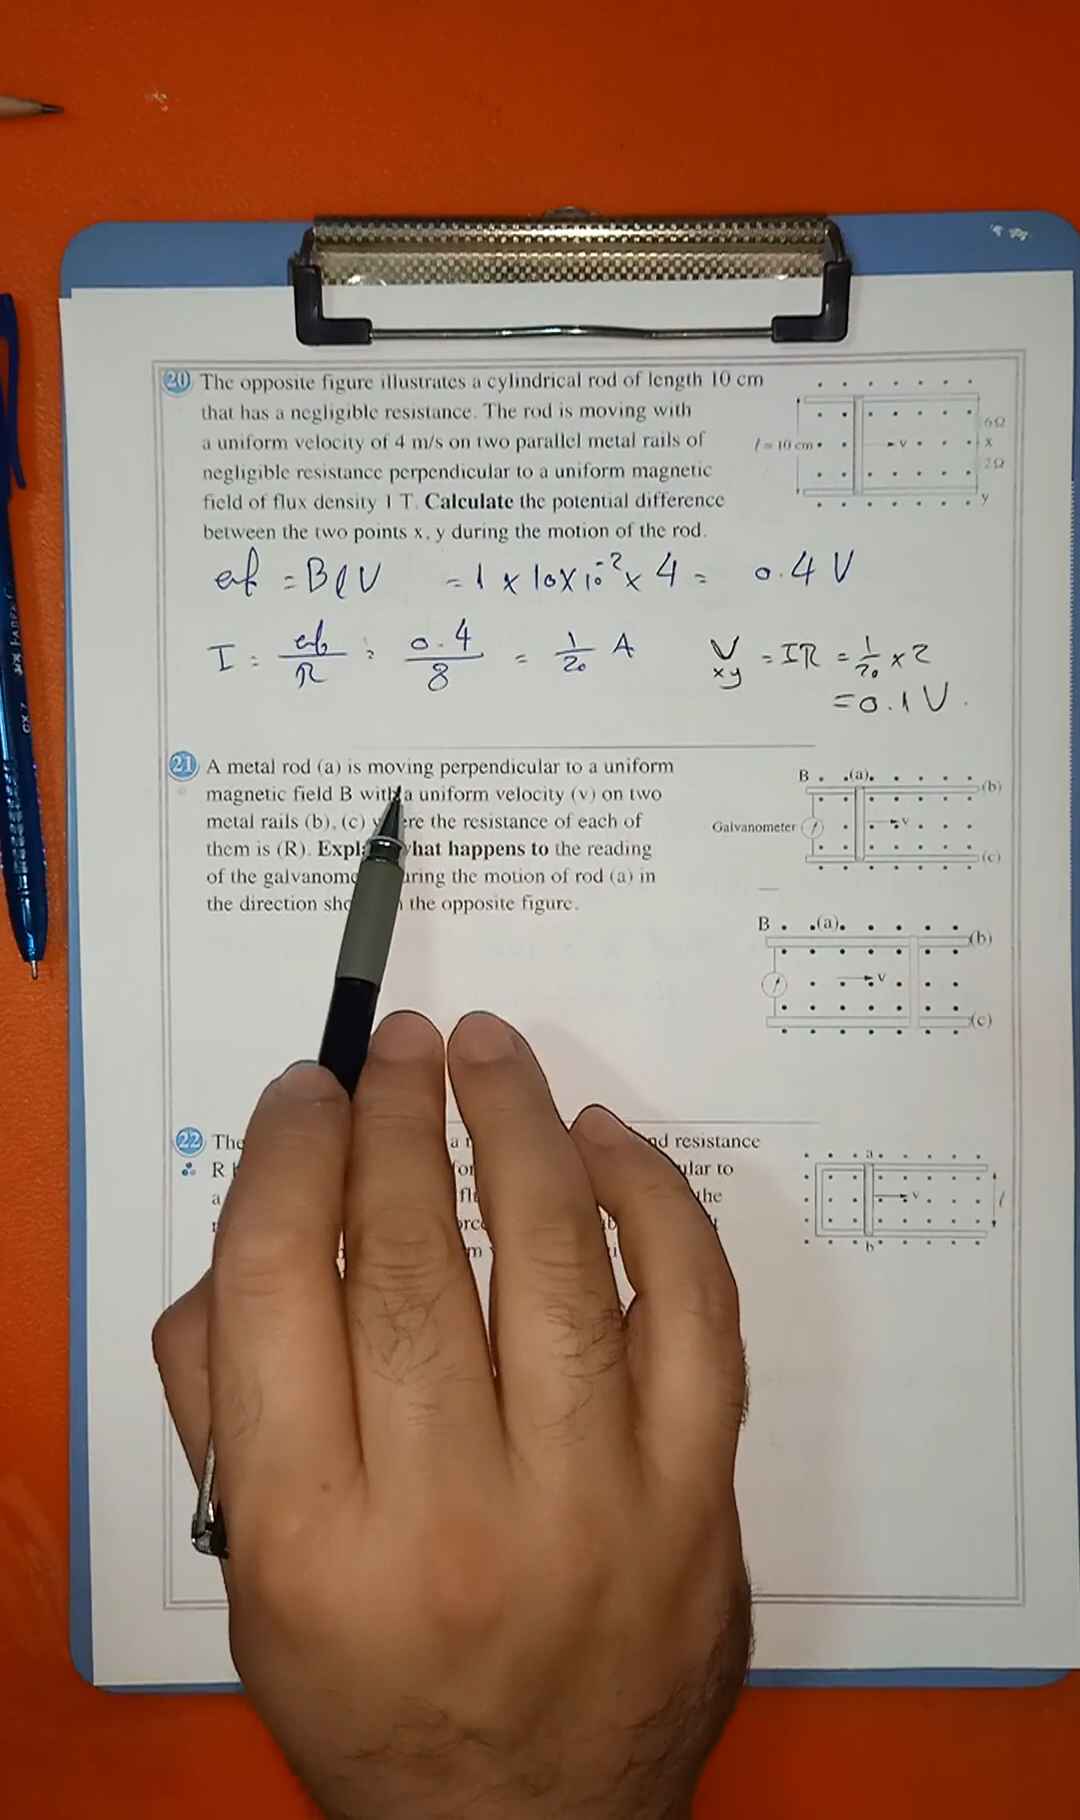 20 The opposite figure illustrates a cylindrical rod of length 10 cm
that has a negligible resistance. The rod is moving with
a uniform velocity of 4 m/s on two parallel metal rails of
negligible resistance perpendicular to a uniform magnetic
field of flux density 1 T. Calculate the potential difference
between the two points x, y during the motion of the rod.
l = 10 cm
v
6Ω
x
2Ω
y
emf = BlV = 1 × 10×10⁻² × 4 = 0.4 V
I = emf/R = 0.4/8 = 1/20 A
Vxy = IR = 1/20 × 2
= 0.1 V.
21 A metal rod (a) is moving perpendicular to a uniform
magnetic field B with a uniform velocity (v) on two
metal rails (b), (c) the resistance of each of
them is (R). what happens to the reading
of the during the motion of rod (a) in
the direction the opposite figure.
B (a)
(b)
Galvanometer
v
(c)
B (a)
(b)
v
(c)
22 The nd resistance
R lar to
a the
a
v
l
b